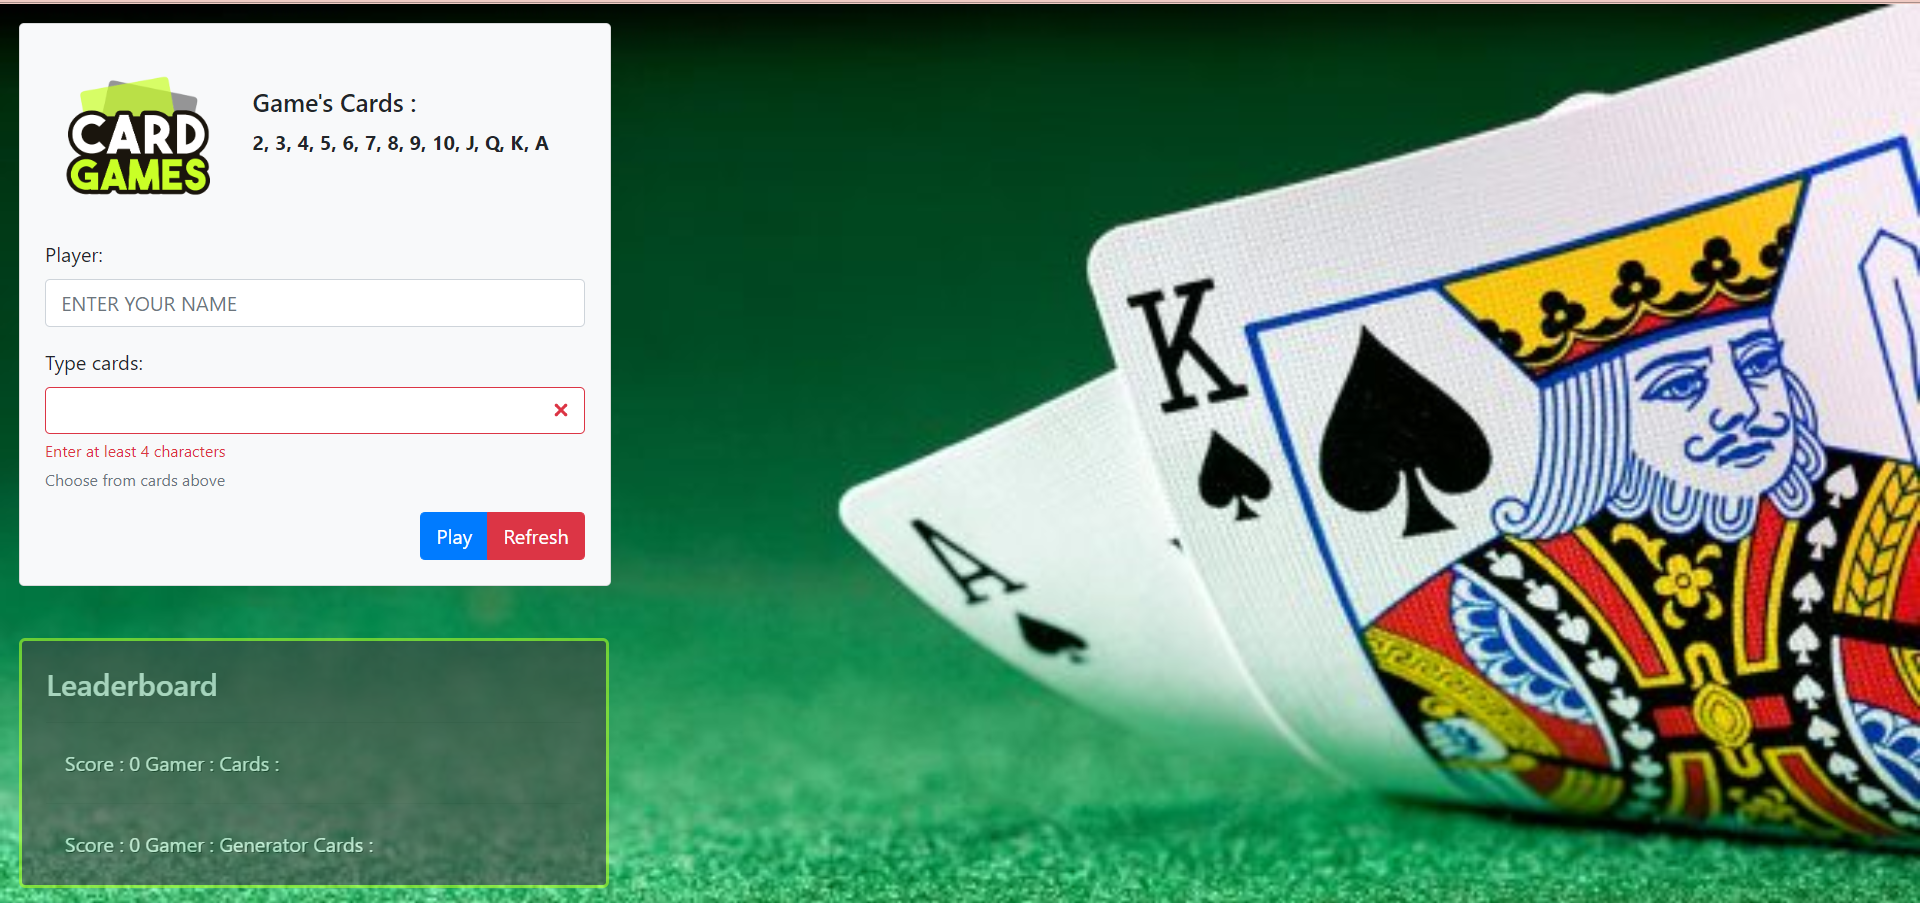 CARD
GAMES
Game's Cards :
2, 3, 4, 5, 6, 7, 8, 9, 10, J, Q, K, A
Player:
ENTER YOUR NAME
Type cards:
Enter at least 4 characters
Choose from cards above
Play
Refresh
Leaderboard
Score : 0 Gamer : Cards :
Score : 0 Gamer : Generator Cards :
K
A